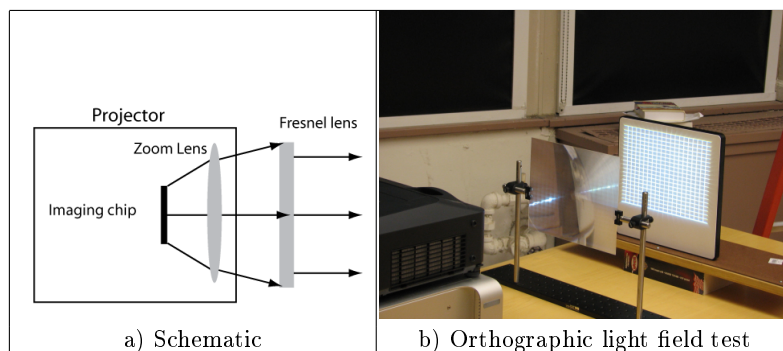 Projector
Fresnel lens
Zoom Lens
Imaging chip
a) Schematic
b) Orthographic light field test